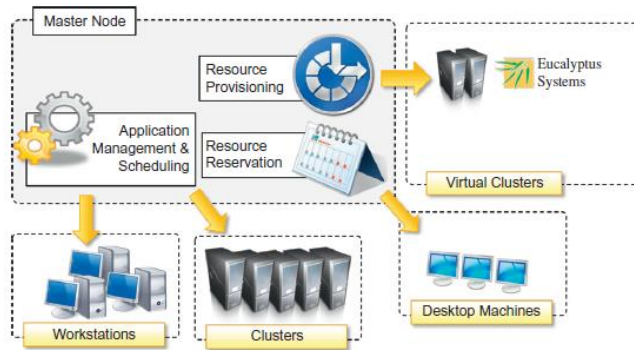 Master Node
Resource
Provisioning
Eucalyptus
Systems
Application
Management &
Scheduling
Resource
Reservation
Virtual Clusters
Workstations
Clusters
Desktop Machines